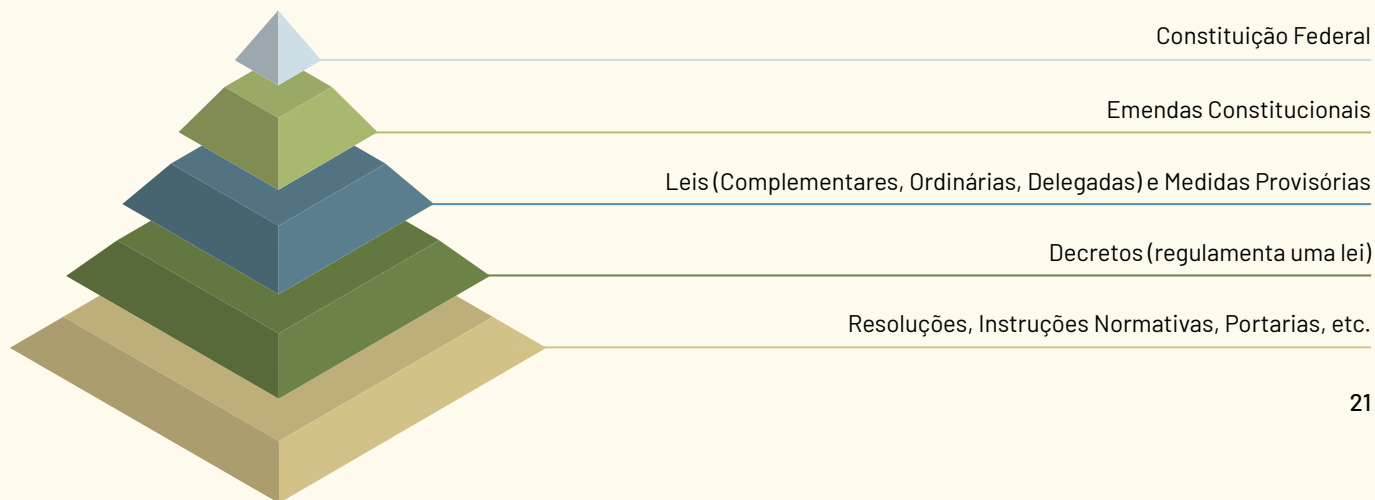 Constituição Federal
Emendas Constitucionais
Leis (Complementares, Ordinárias, Delegadas) e Medidas Provisórias
Decretos (regulamenta uma lei)
Resoluções, Instruções Normativas, Portarias, etc.
21